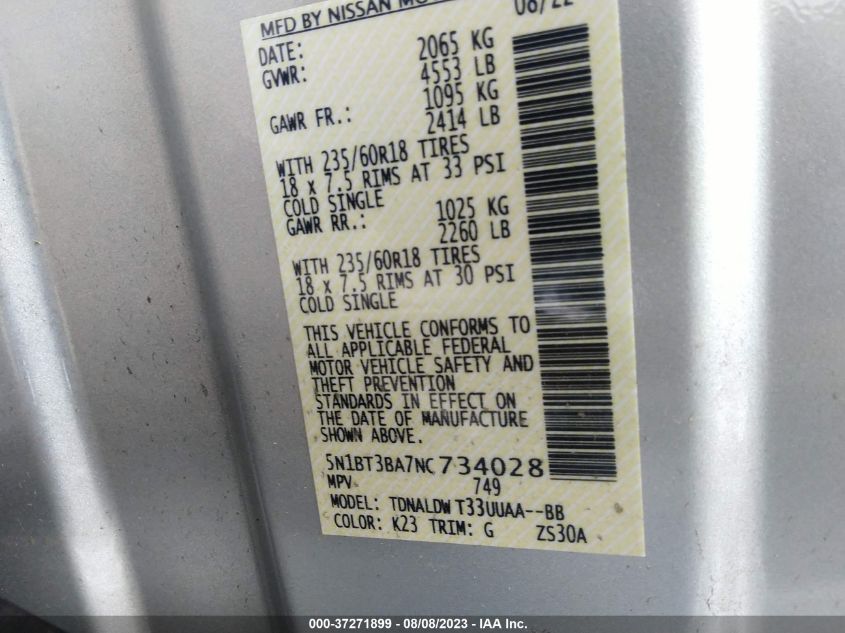 MFD BY NISSAN MO
DATE: 08/22
GVWR: 2065 KG
4553 LB
GAWR FR.: 1095 KG
2414 LB
WITH 235/60R18 TIRES
18 x 7.5 RIMS AT 33 PSI
COLD SINGLE
GAWR RR.: 1025 KG
2260 LB
WITH 235/60R18 TIRES
18 x 7.5 RIMS AT 30 PSI
COLD SINGLE
THIS VEHICLE CONFORMS TO
ALL APPLICABLE FEDERAL
MOTOR VEHICLE SAFETY AND
THEFT PREVENTION
STANDARDS IN EFFECT ON
THE DATE OF MANUFACTURE
SHOWN ABOVE.
5N1BT3BA7NC734028
MPV 749
MODEL: TDNALDW T33UUAA--BB
COLOR: K23 TRIM: G ZS30A
000-37271899 — 08/08/2023 — IAA Inc.